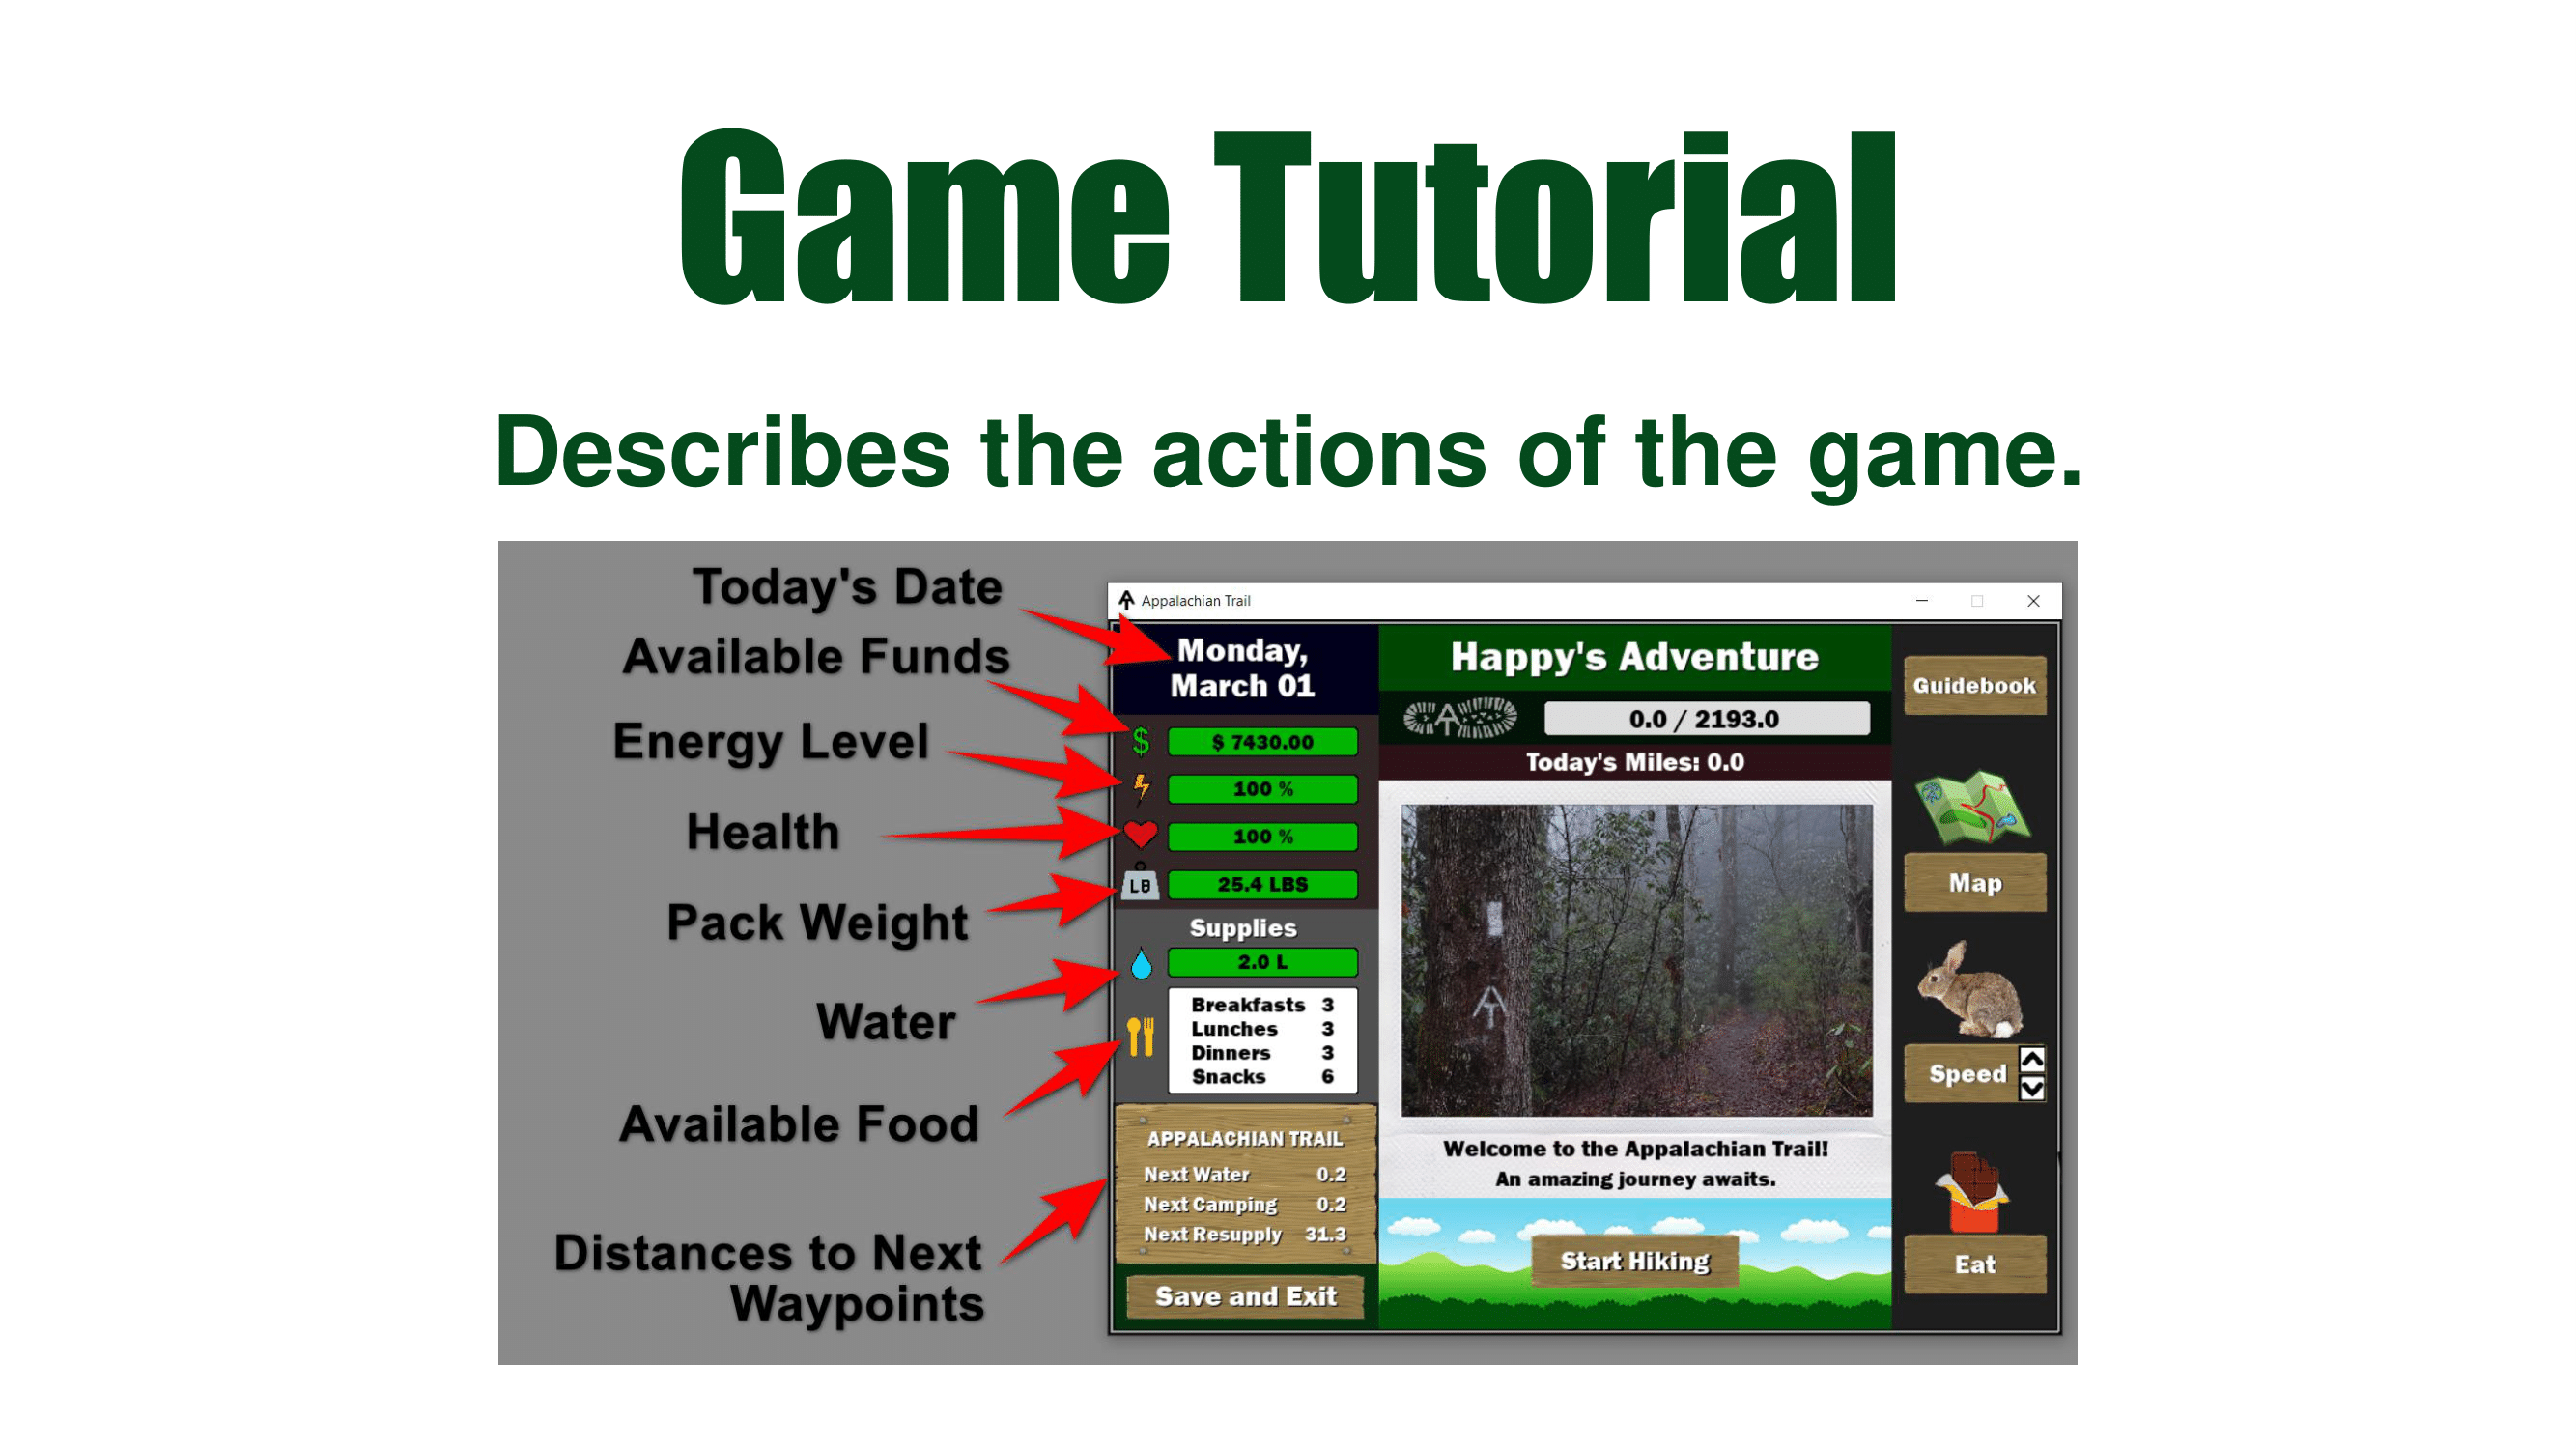 Game Tutorial
Describes the actions of the game.
Today's Date
Available Funds
Energy Level
Health
Pack Weight
Water
Available Food
Distances to Next
Waypoints
Appalachian Trail
Monday,
March 01
$
$ 7430.00
100 %
100 %
LB
25.4 LBS
Supplies
2.0 L
Breakfasts 3
Lunches 3
Dinners 3
Snacks 6
APPALACHIAN TRAIL
Next Water 0.2
Next Camping 0.2
Next Resupply 31.3
Save and Exit
Happy's Adventure
0.0 / 2193.0
Today's Miles: 0.0
Welcome to the Appalachian Trail!
An amazing journey awaits.
Start Hiking
Guidebook
Map
Speed
Eat